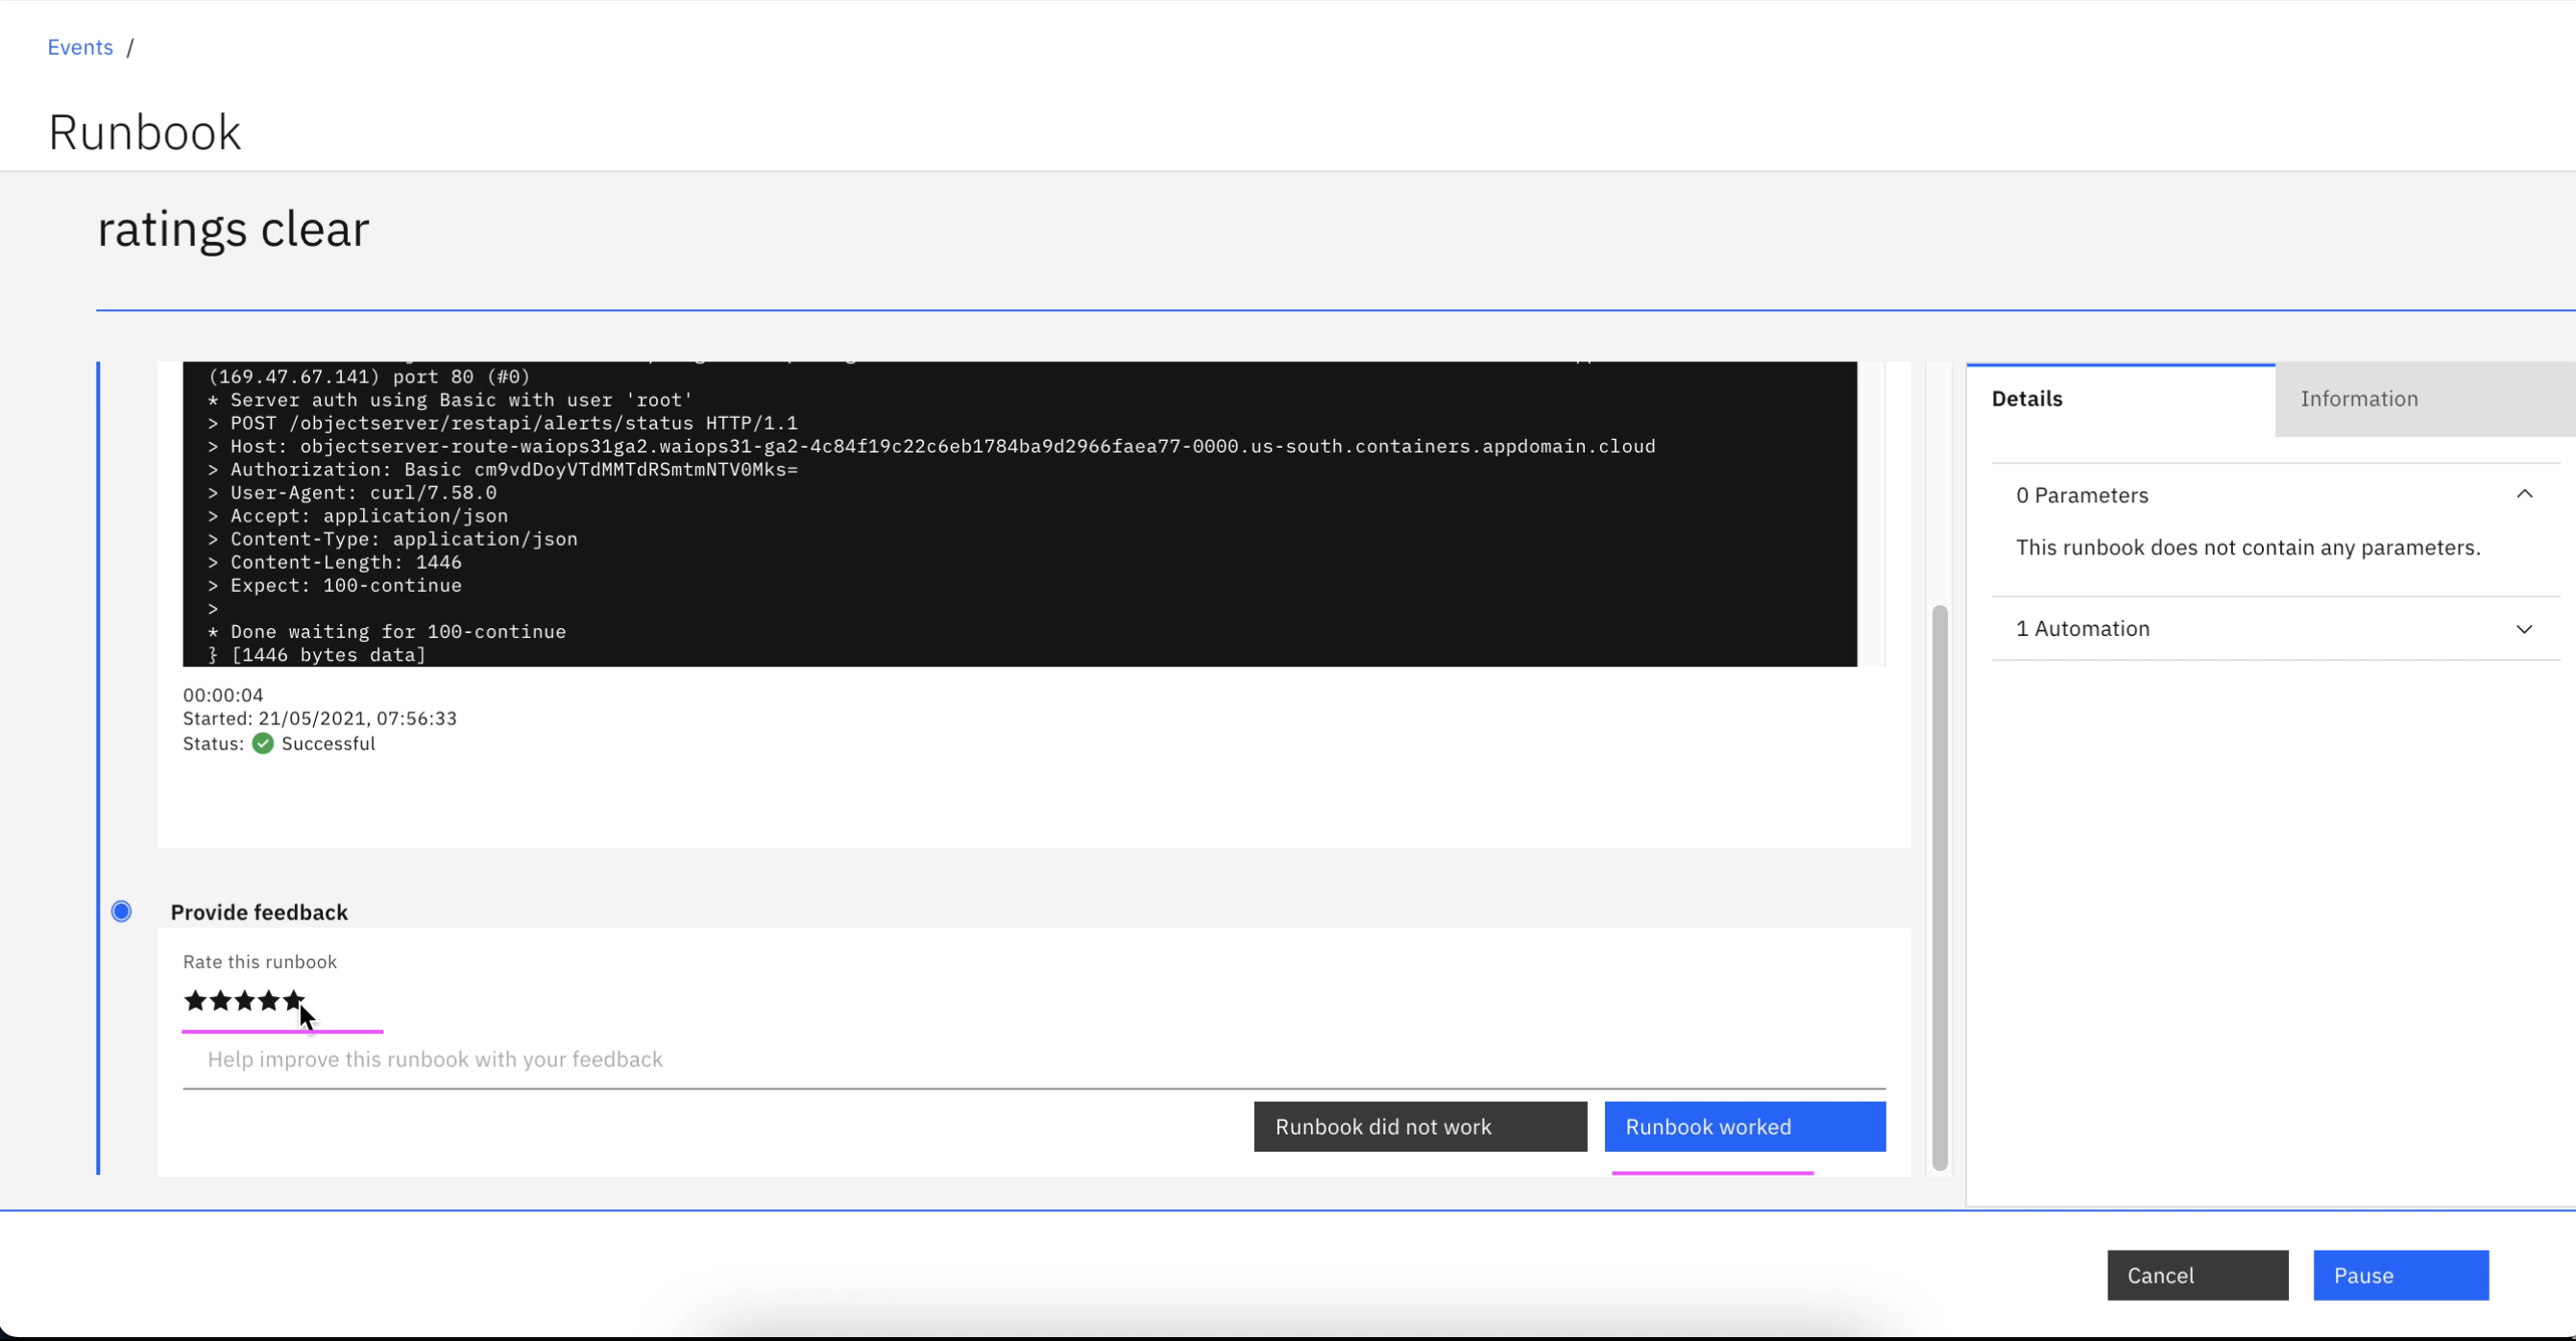 Events /
Runbook
ratings clear
(169.47.67.141) port 80 (#0)
* Server auth using Basic with user 'root'
> POST /objectserver/restapi/alerts/status HTTP/1.1
> Host: objectserver-route-waiops31ga2.waiops31-ga2-4c84f19c22c6eb1784ba9d2966faea77-0000.us-south.containers.appdomain.cloud
> Authorization: Basic cm9vdDoyVTdMMTdRSmtmNTV0Mks=
> User-Agent: curl/7.58.0
> Accept: application/json
> Content-Type: application/json
> Content-Length: 1446
> Expect: 100-continue
>
* Done waiting for 100-continue
} [1446 bytes data]
00:00:04
Started: 21/05/2021, 07:56:33
Status: Successful
Provide feedback
Rate this runbook
Help improve this runbook with your feedback
Runbook did not work
Runbook worked
Details
Information
0 Parameters
This runbook does not contain any parameters.
1 Automation
Cancel
Pause